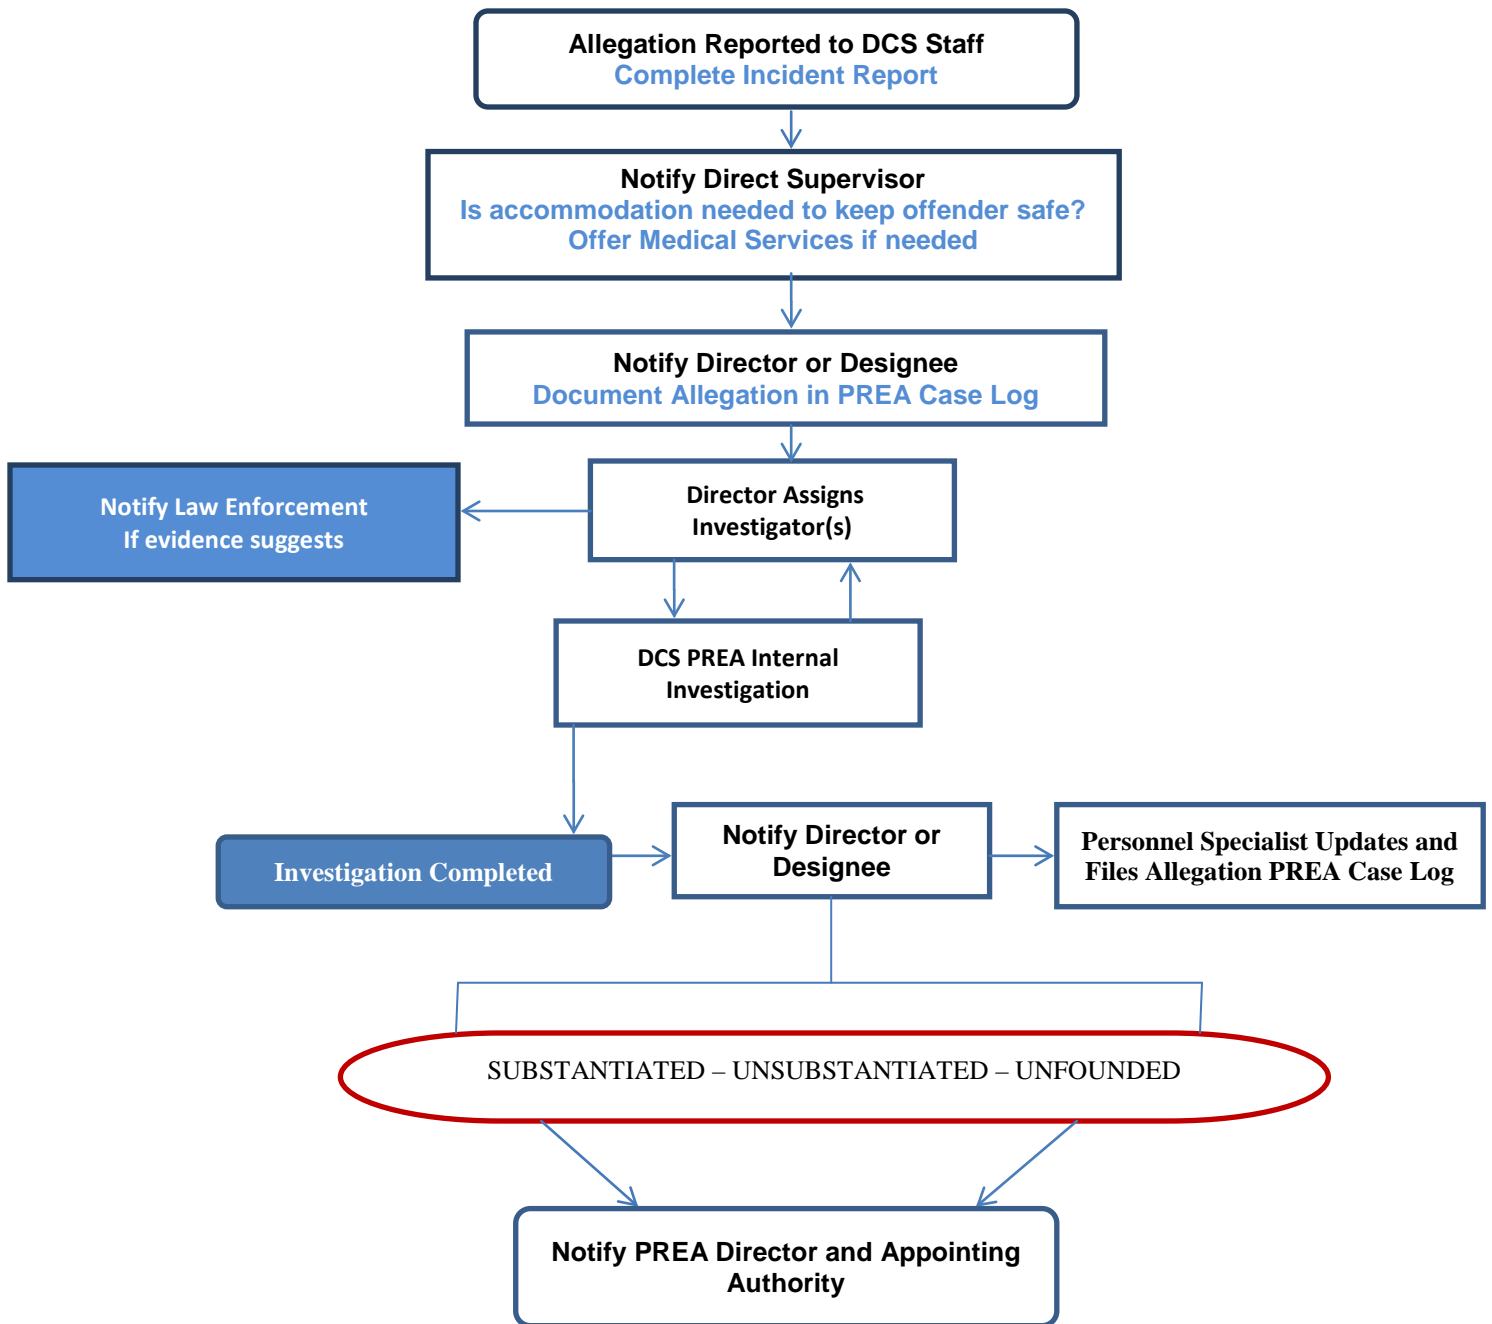 Allegation Reported to DCS Staff
Complete Incident Report
Notify Direct Supervisor
Is accommodation needed to keep offender safe?
Offer Medical Services if needed
Notify Director or Designee
Document Allegation in PREA Case Log
Notify Law Enforcement
If evidence suggests
Director Assigns
Investigator(s)
DCS PREA Internal
Investigation
Investigation Completed
Notify Director or
Designee
Personnel Specialist Updates and
Files Allegation PREA Case Log
SUBSTANTIATED – UNSUBSTANTIATED – UNFOUNDED
Notify PREA Director and Appointing
Authority